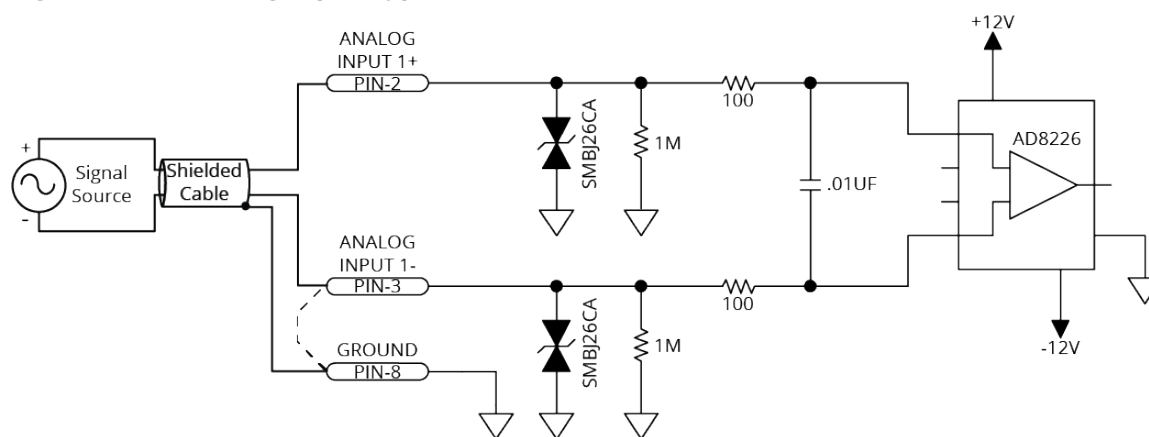 +12V
ANALOG
INPUT 1+
PIN-2
100
SMBJ26CA
1M
AD8226
+
Signal
Source
-
Shielded
Cable
.01UF
ANALOG
INPUT 1-
PIN-3
100
SMBJ26CA
1M
-12V
GROUND
PIN-8